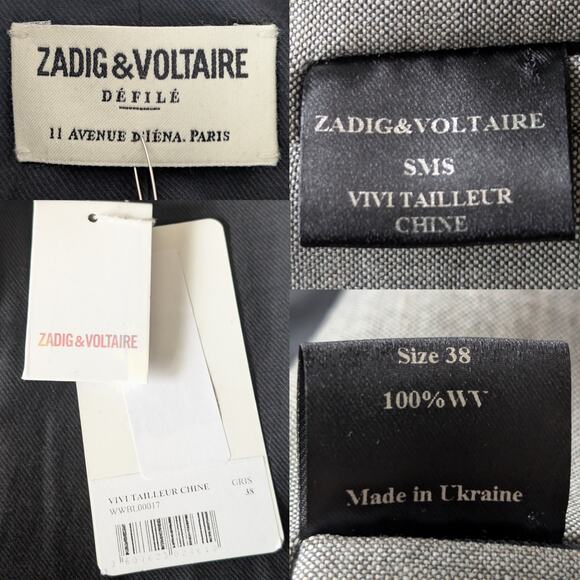 ZADIG&VOLTAIRE
DÉFILÉ
11 AVENUE D'IÉNA. PARIS
ZADIG&VOLTAIRE
SMS
VIVI TAILLEUR
CHINE
ZADIG&VOLTAIRE
VIVI TAILLEUR CHINE GRIS
WWBL00017 38
Size 38
100%WV
Made in Ukraine